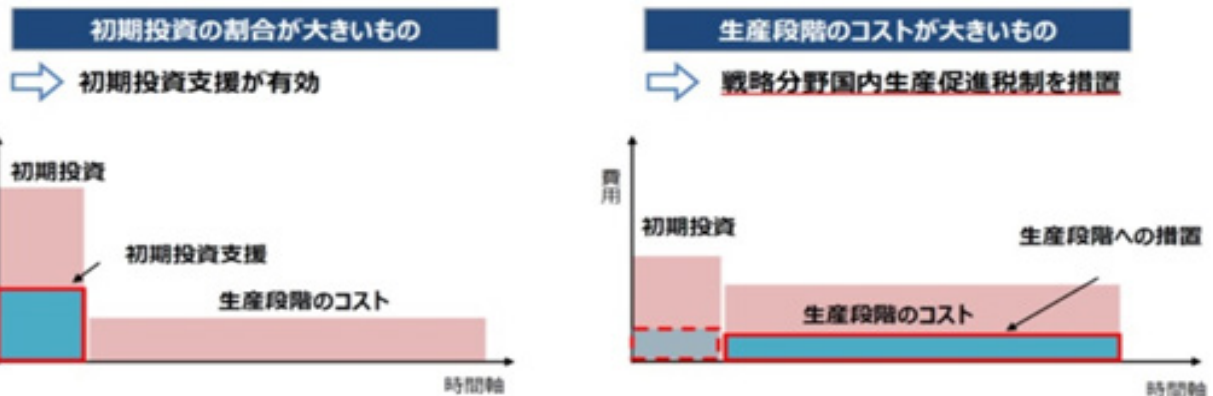 初期投資の割合が大きいもの
初期投資支援が有効
初期投資
初期投資支援
生産段階のコスト
時間軸
生産段階のコストが大きいもの
戦略分野国内生産促進税制を措置
費用
初期投資
生産段階への措置
生産段階のコスト
時間軸